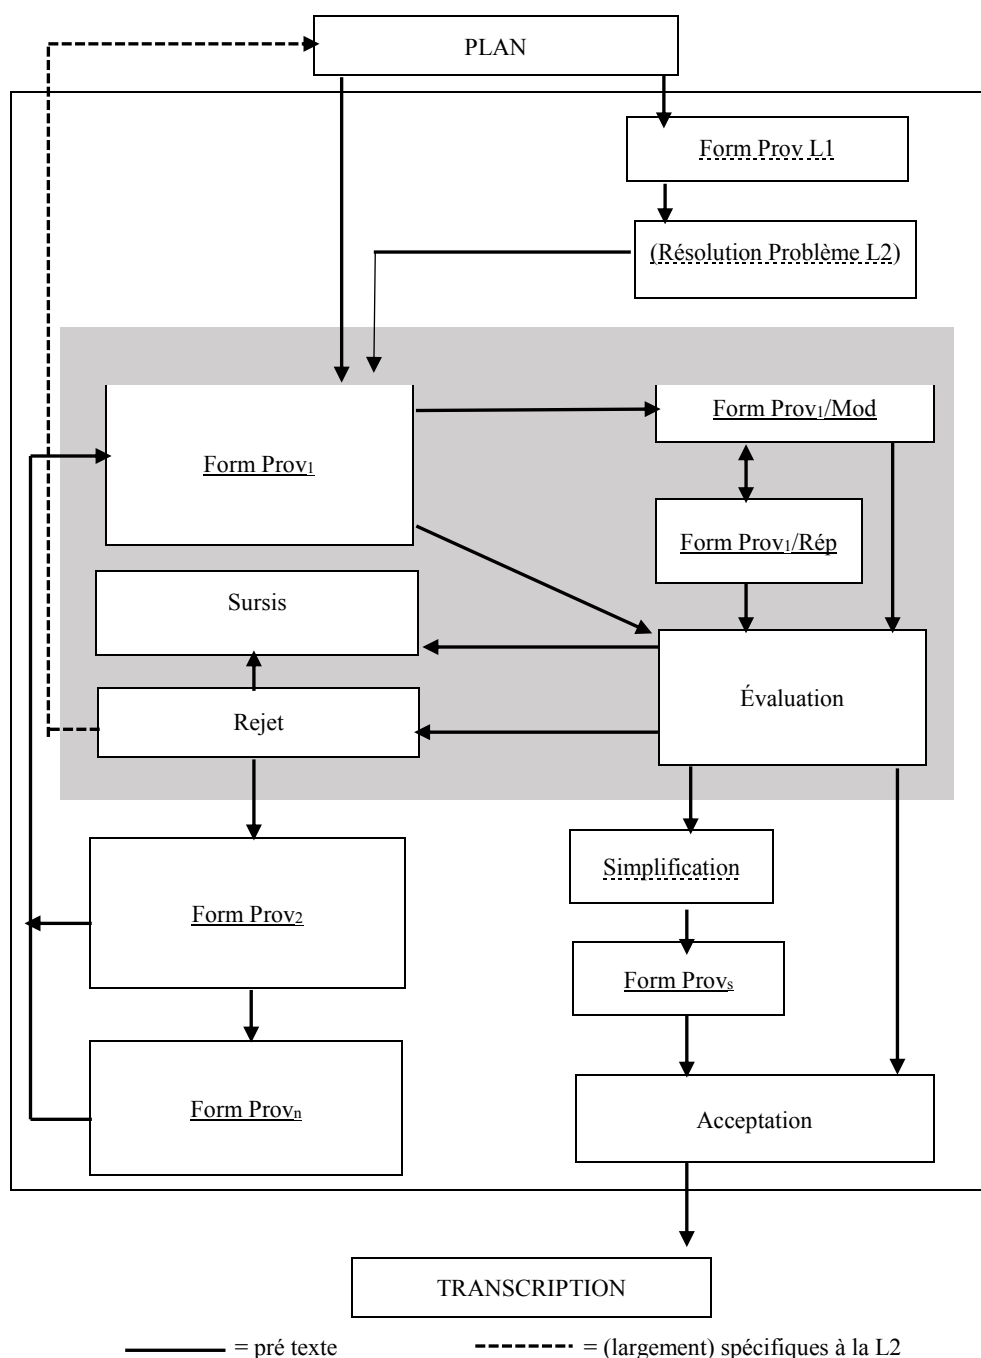 PLAN
Form Prov L1
(Résolution Problème L2)
Form Prov₁/Mod
Form Prov₁
Form Prov₁/Rép
Sursis
Évaluation
Rejet
Simplification
Form Prov₂
Form Provₛ
Form Provₙ
Acceptation
TRANSCRIPTION
= pré texte
= (largement) spécifiques à la L2